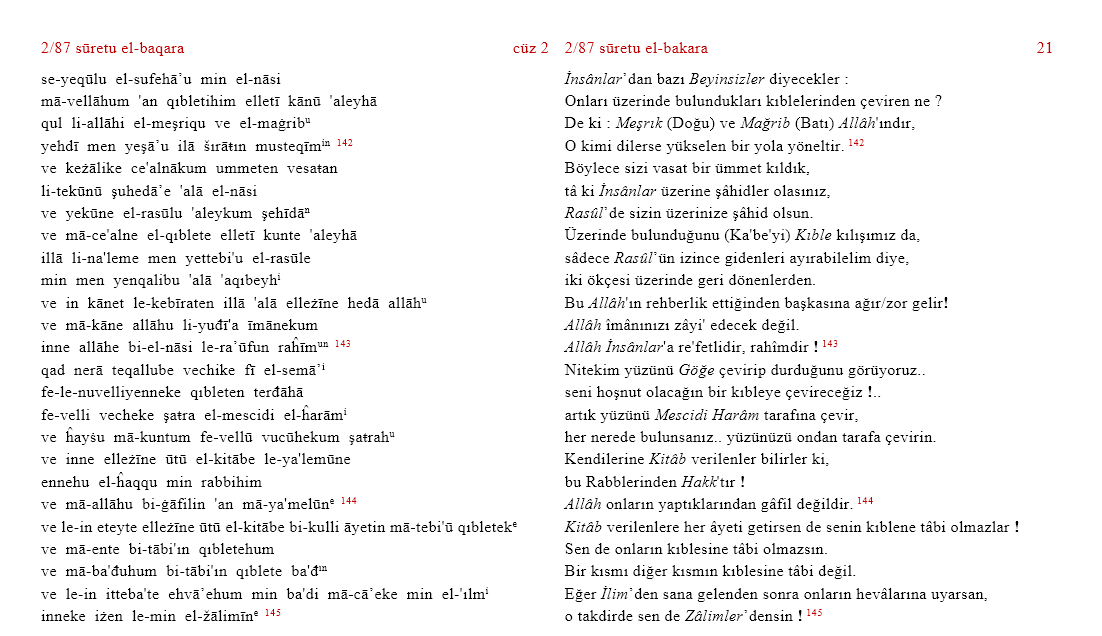 2/87 sūretu el-baqara cüz 2
se-yeqūlu el-sufehā’u min el-nāsi
mā-vellāhum 'an qıbletihim elletī kānū 'aleyhā
qul li-allāhi el-meşriqu ve el-maġribᵘ
yehdī men yeşā’u ilā šırāŧın musteqīmⁱⁿ 142
ve keżālike ce'alnākum ummeten vesaŧan
li-tekūnū şuhedā’e 'alā el-nāsi
ve yekūne el-rasūlu 'aleykum şehīdāⁿ
ve mā-ce'alne el-qıblete elletī kunte 'aleyhā
illā li-na'leme men yettebi'u el-rasūle
min men yenqalibu 'alā 'aqıbeyhⁱ
ve in kānet le-kebīraten illā 'alā elleżīne hedā allāhᵘ
ve mā-kāne allāhu li-yuđī'a īmānekum
inne allāhe bi-el-nāsi le-ra’ūfun raĥīmᵘⁿ 143
qad nerā teqallube vechike fī el-semā’ⁱ
fe-le-nuvelliyenneke qıbleten terđāhā
fe-velli vecheke şaŧra el-mescidi el-ĥarāmⁱ
ve ĥayŝu mā-kuntum fe-vellū vucūhekum şaŧrahᵘ
ve inne elleżīne ūtū el-kitābe le-ya'lemūne
ennehu el-ĥaqqu min rabbihim
ve mā-allāhu bi-ġāfilin 'an mā-ya'melūnᵉ 144
ve le-in eteyte elleżīne ūtū el-kitābe bi-kulli āyetin mā-tebi'ū qıbletekᵉ
ve mā-ente bi-tābi'ın qıbletehum
ve mā-ba'đuhum bi-tābi'ın qıblete ba'đⁱⁿ
ve le-in itteba'te ehvā’ehum min ba'di mā-cā’eke min el-'ılmⁱ
inneke iżen le-min el-žālimīnᵉ 145
2/87 sūretu el-bakara 21
İnsânlar’dan bazı Beyinsizler diyecekler :
Onları üzerinde bulundukları kıblelerinden çeviren ne ?
De ki : Meşrık (Doğu) ve Mağrib (Batı) Allâh'ındır,
O kimi dilerse yükselen bir yola yöneltir. 142
Böylece sizi vasat bir ümmet kıldık,
tâ ki İnsânlar üzerine şâhidler olasınız,
Rasûl’de sizin üzerinize şâhid olsun.
Üzerinde bulunduğunu (Ka'be'yi) Kıble kılışımız da,
sâdece Rasûl’ün izince gidenleri ayırabilelim diye,
iki ökçesi üzerinde geri dönenlerden.
Bu Allâh'ın rehberlik ettiğinden başkasına ağır/zor gelir!
Allâh îmânınızı zâyi' edecek değil.
Allâh İnsânlar'a re'fetlidir, rahîmdir ! 143
Nitekim yüzünü Göğe çevirip durduğunu görüyoruz..
seni hoşnut olacağın bir kıbleye çevireceğiz !..
artık yüzünü Mescidi Harâm tarafına çevir,
her nerede bulunsanız.. yüzünüzü ondan tarafa çevirin.
Kendilerine Kitâb verilenler bilirler ki,
bu Rabblerinden Hakk'tır !
Allâh onların yaptıklarından gâfil değildir. 144
Kitâb verilenlere her âyeti getirsen de senin kıblene tâbi olmazlar !
Sen de onların kıblesine tâbi olmazsın.
Bir kısmı diğer kısmın kıblesine tâbi değil.
Eğer İlim’den sana gelenden sonra onların hevâlarına uyarsan,
o takdirde sen de Zâlimler’densin ! 145